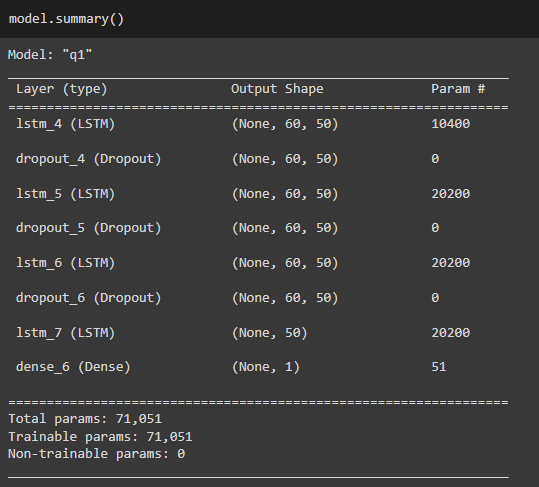 model.summary()
Model: "q1"
Layer (type) Output Shape Param #
lstm_4 (LSTM) (None, 60, 50) 10400
dropout_4 (Dropout) (None, 60, 50) 0
lstm_5 (LSTM) (None, 60, 50) 20200
dropout_5 (Dropout) (None, 60, 50) 0
lstm_6 (LSTM) (None, 60, 50) 20200
dropout_6 (Dropout) (None, 60, 50) 0
lstm_7 (LSTM) (None, 50) 20200
dense_6 (Dense) (None, 1) 51
Total params: 71,051
Trainable params: 71,051
Non-trainable params: 0